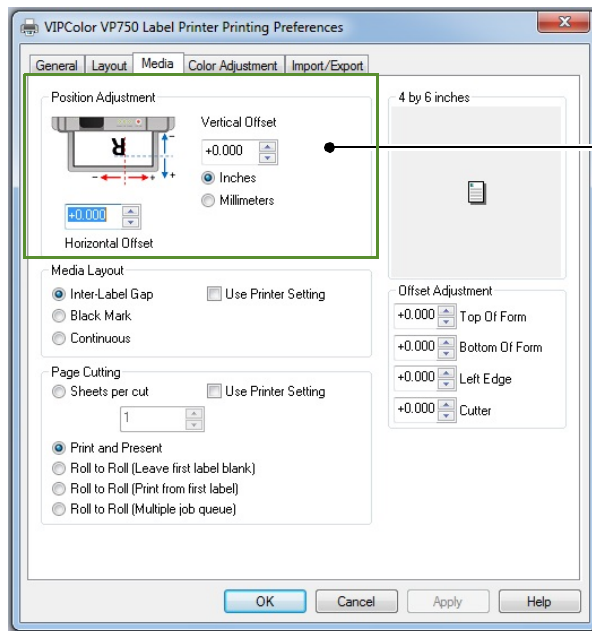 VIPColor VP750 Label Printer Printing Preferences
General Layout Media Color Adjustment Import/Export
Position Adjustment
R
Vertical Offset
+0.000
Inches
Millimeters
+0.000
Horizontal Offset
4 by 6 inches
Media Layout
Inter-Label Gap Use Printer Setting
Black Mark
Continuous
Offset Adjustment
+0.000 Top Of Form
+0.000 Bottom Of Form
+0.000 Left Edge
+0.000 Cutter
Page Cutting
Sheets per cut Use Printer Setting
1
Print and Present
Roll to Roll (Leave first label blank)
Roll to Roll (Print from first label)
Roll to Roll (Multiple job queue)
OK Cancel Apply Help